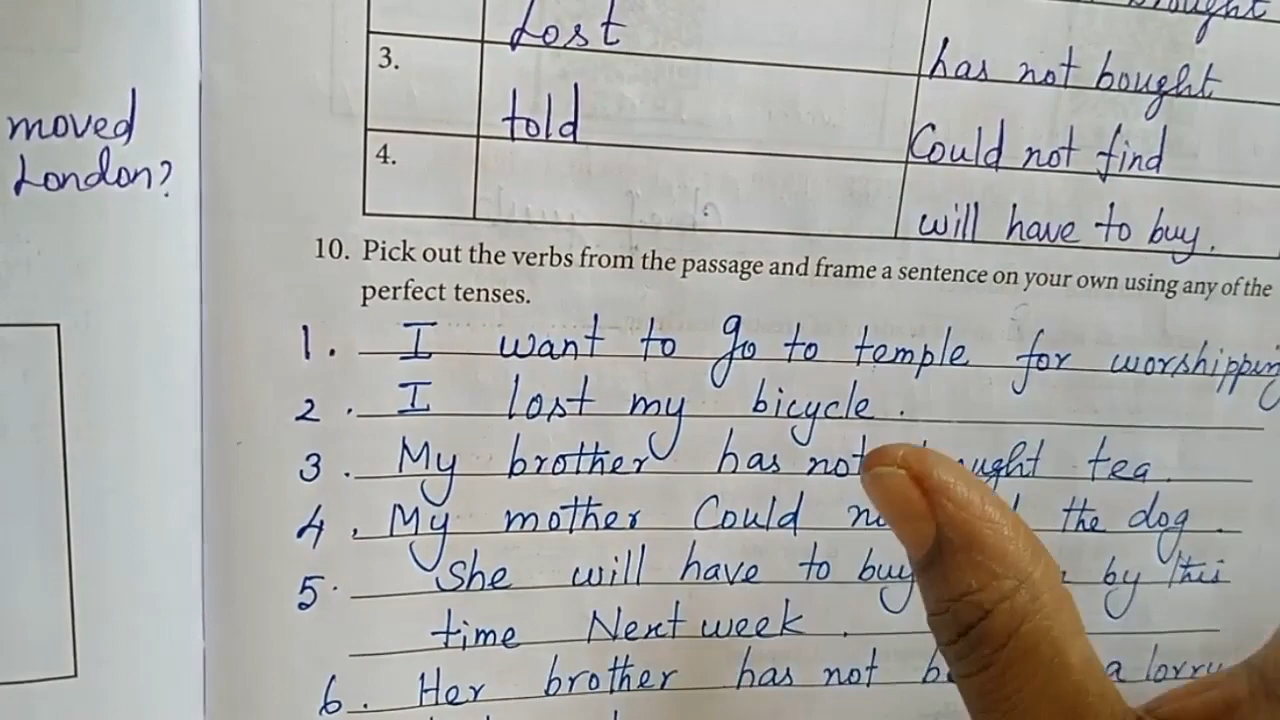 Lost
3.
has not bought
moved
told
Could not find
London?
4.
will have to buy.
10. Pick out the verbs from the passage and frame a sentence on your own using any of the
perfect tenses.
1. I want to go to temple for worshipping
2. I lost my bicycle.
3. My brother has not tea.
4, My mother Could the dog.
5. She will have to buy by this
time Next week.
6. Her brother has not a lorry